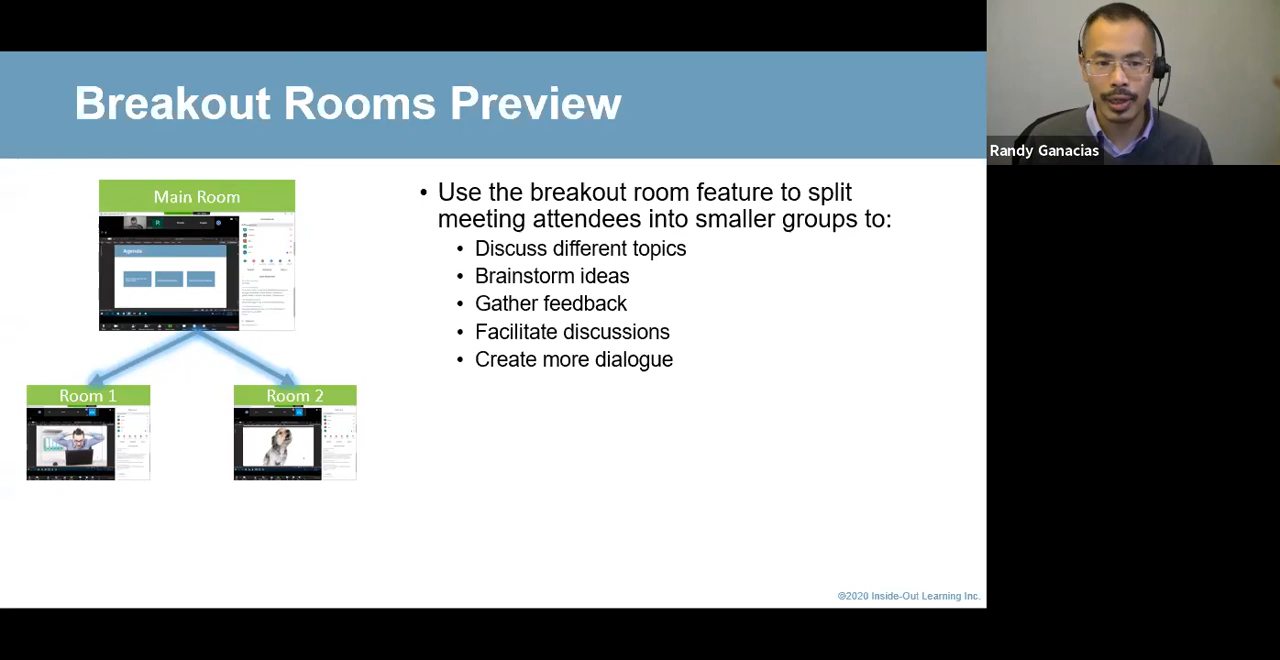 Breakout Rooms Preview
Randy Ganacias
Main Room
Agenda
Room 1
Room 2
• Use the breakout room feature to split
meeting attendees into smaller groups to:
• Discuss different topics
• Brainstorm ideas
• Gather feedback
• Facilitate discussions
• Create more dialogue
©2020 Inside-Out Learning Inc.